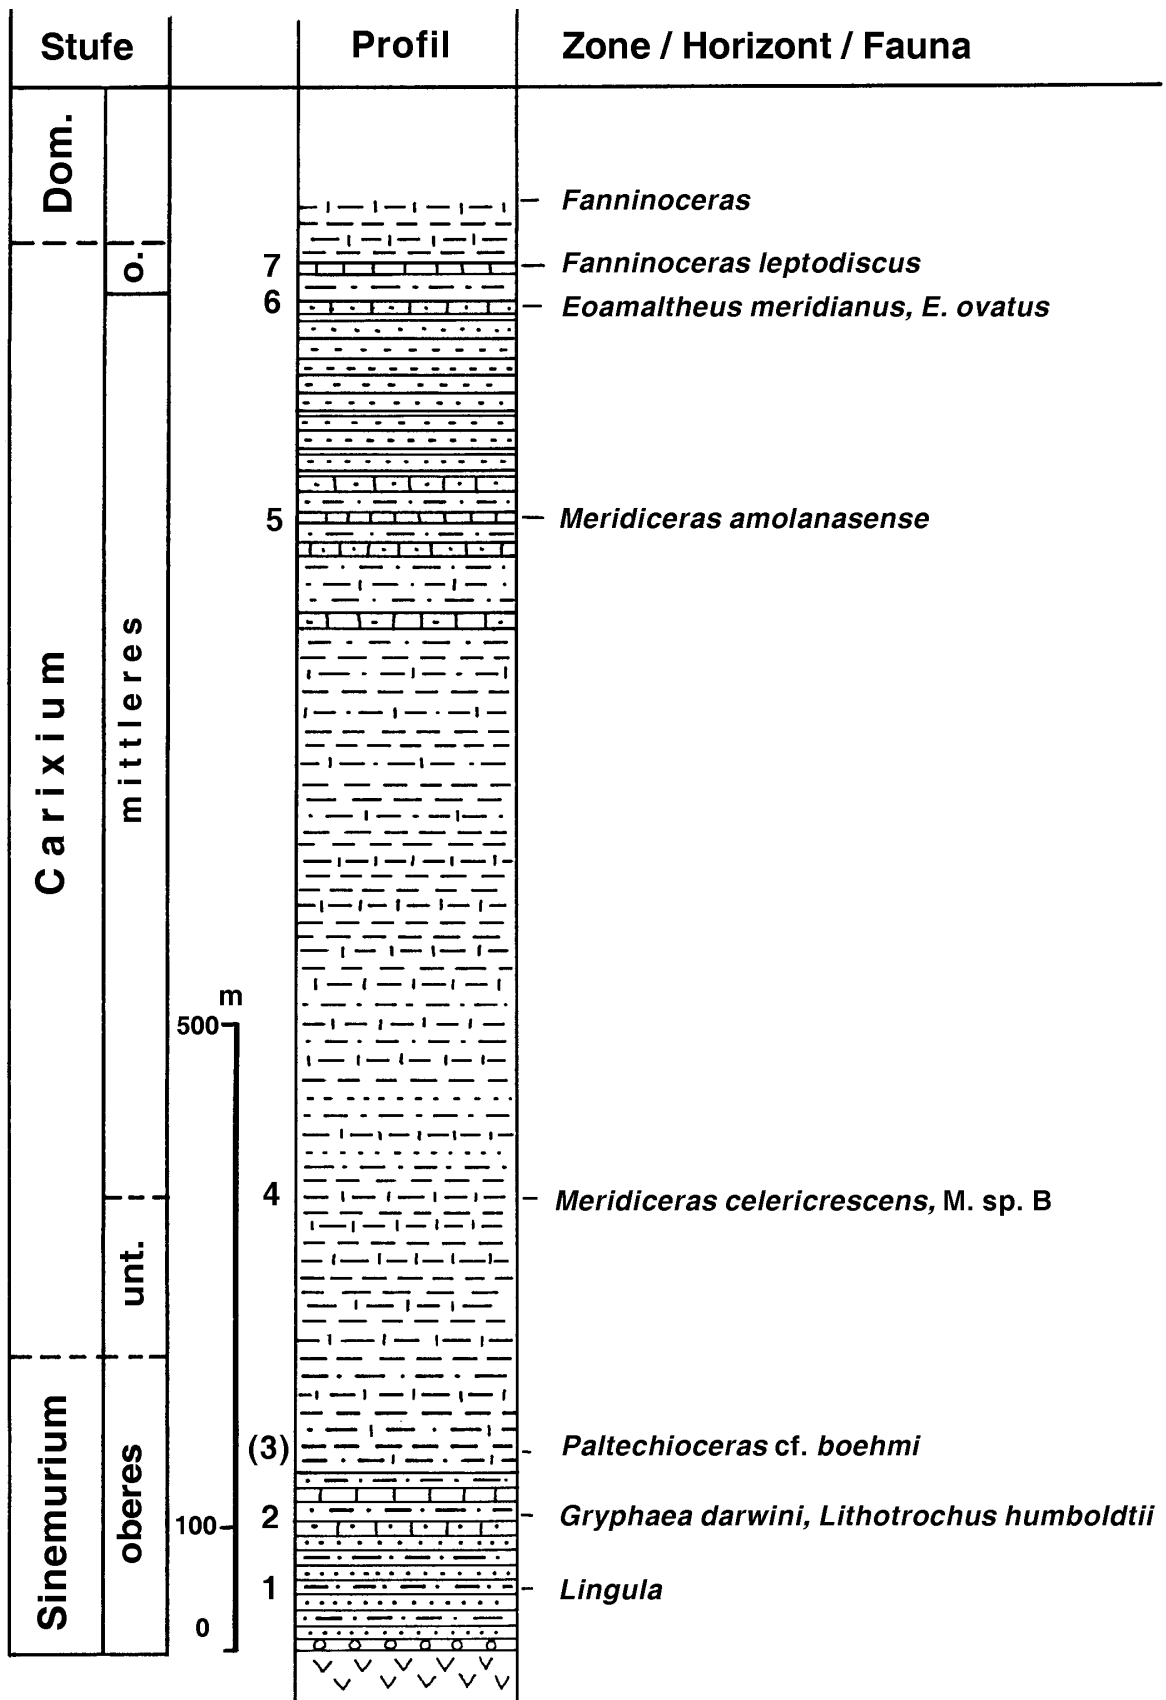 Stufe Profil Zone / Horizont / Fauna
Dom.
Fanninoceras
o.
7 Fanninoceras leptodiscus
6 Eoamaltheus meridianus, E. ovatus
5 Meridiceras amolanasense
Carixium
mittleres
m
500
4 Meridiceras celericrescens, M. sp. B
unt.
Sinemurium
oberes
(3) Paltechioceras cf. boehmi
100 2 Gryphaea darwini, Lithotrochus humboldtii
1 Lingula
0